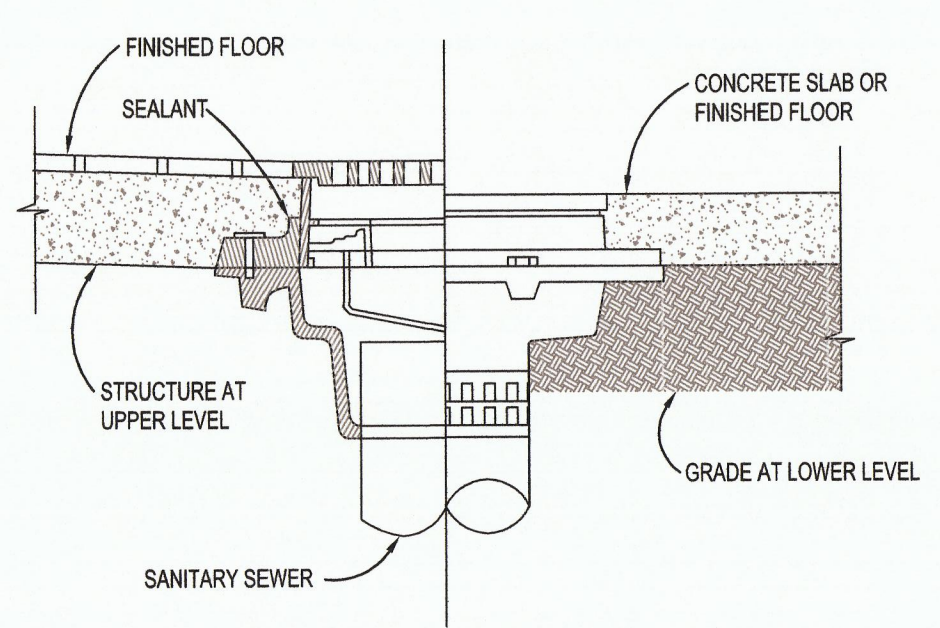 FINISHED FLOOR
SEALANT
CONCRETE SLAB OR
FINISHED FLOOR
STRUCTURE AT
UPPER LEVEL
GRADE AT LOWER LEVEL
SANITARY SEWER